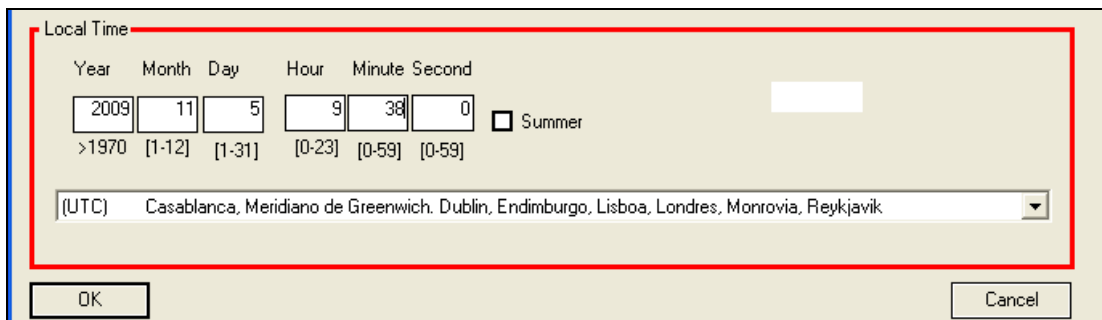 Local Time
Year Month Day Hour Minute Second
2009 11 5 9 38 0 Summer
>1970 [1-12] [1-31] [0-23] [0-59] [0-59]
(UTC) Casablanca, Meridiano de Greenwich. Dublin, Endimburgo, Lisboa, Londres, Monrovia, Reykjavik
OK Cancel